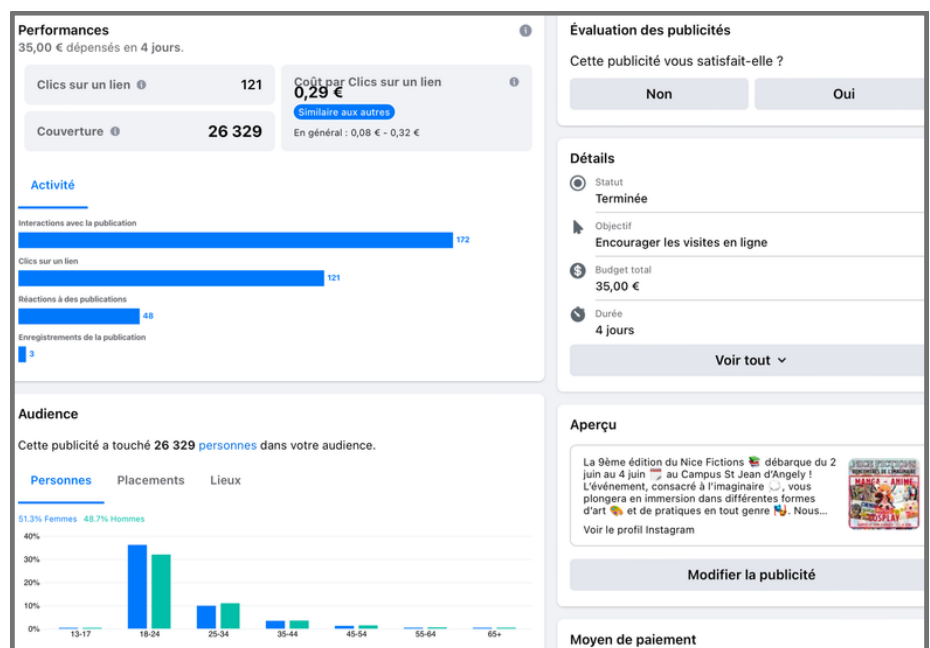 Performances
35,00 € dépensés en 4 jours.
Clics sur un lien 121
Couverture 26 329
Coût par Clics sur un lien
0,29 €
Similaire aux autres
En général : 0,08 € - 0,32 €
Activité
Interactions avec la publication
172
Clics sur un lien
121
Réactions à des publications
48
Enregistrements de la publication
3
Audience
Cette publicité a touché 26 329 personnes dans votre audience.
Personnes Placements Lieux
51.3% Femmes 48.7% Hommes
40%
30%
20%
10%
0%
13-17 18-24 25-34 35-44 45-54 55-64 65+
Évaluation des publicités
Cette publicité vous satisfait-elle ?
Non Oui
Détails
Statut
Terminée
Objectif
Encourager les visites en ligne
Budget total
35,00 €
Durée
4 jours
Voir tout
Aperçu
La 9ème édition du Nice Fictions débarque du 2
juin au 4 juin au Campus St Jean d'Angely !
L'événement, consacré à l'imaginaire , vous
plongera en immersion dans différentes formes
d'art et de pratiques en tout genre . Nous...
Voir le profil Instagram
NICE FICTIONS
RENCONTRES DE L'IMAGINAIRE
MANGA - ANIME
COSPLAY
Modifier la publicité
Moyen de paiement